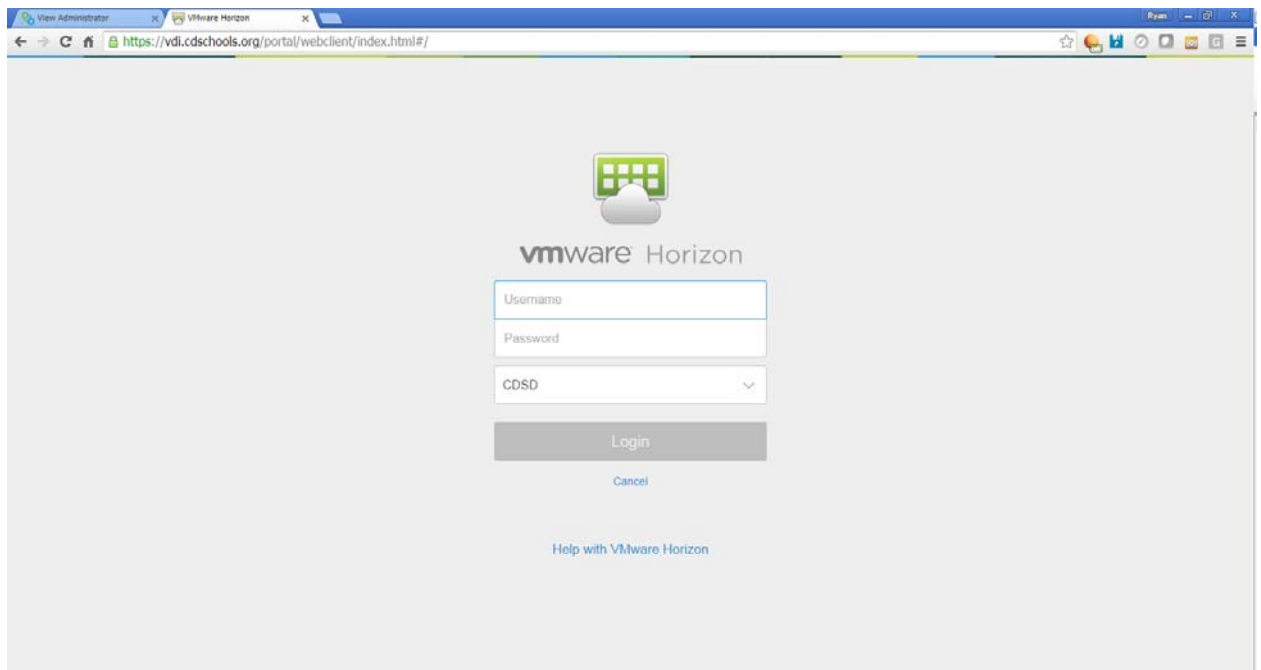 View Administrator
VMware Horizon
Ryan
https://vdi.cdschools.org/portal/webclient/index.html#/
vmware Horizon
Username
Password
CDSD
Login
Cancel
Help with VMware Horizon